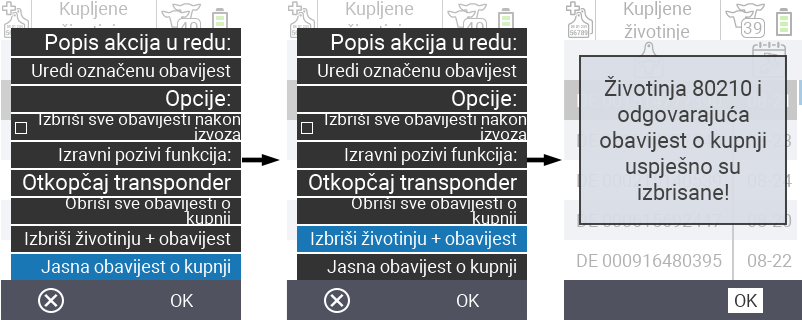 Kupljene
životinje
40
Popis akcija u redu:
Uredi označenu obavijest
Opcije:
Izbriši sve obavijesti nakon
izvoza
Izravni pozivi funkcija:
Otkopčaj transponder
Obriši sve obavijesti o
kupnji
Izbriši životinju + obavijest
Jasna obavijest o kupnji
OK
Kupljene
Popis akcija u redu:
Uredi označenu obavijest
Opcije:
Izbriši sve obavijesti nakon
izvoza
Izravni pozivi funkcija:
Otkopčaj transponder
Obriši sve obavijesti o
kupnji
Izbriši životinju + obavijest
Jasna obavijest o kupnji
OK
Kupljene
životinje
56789
39
Životinja 80210 i
odgovarajuća
obavijest o kupnji
uspješno su
izbrisane!
DE 000916480395 08-22
OK